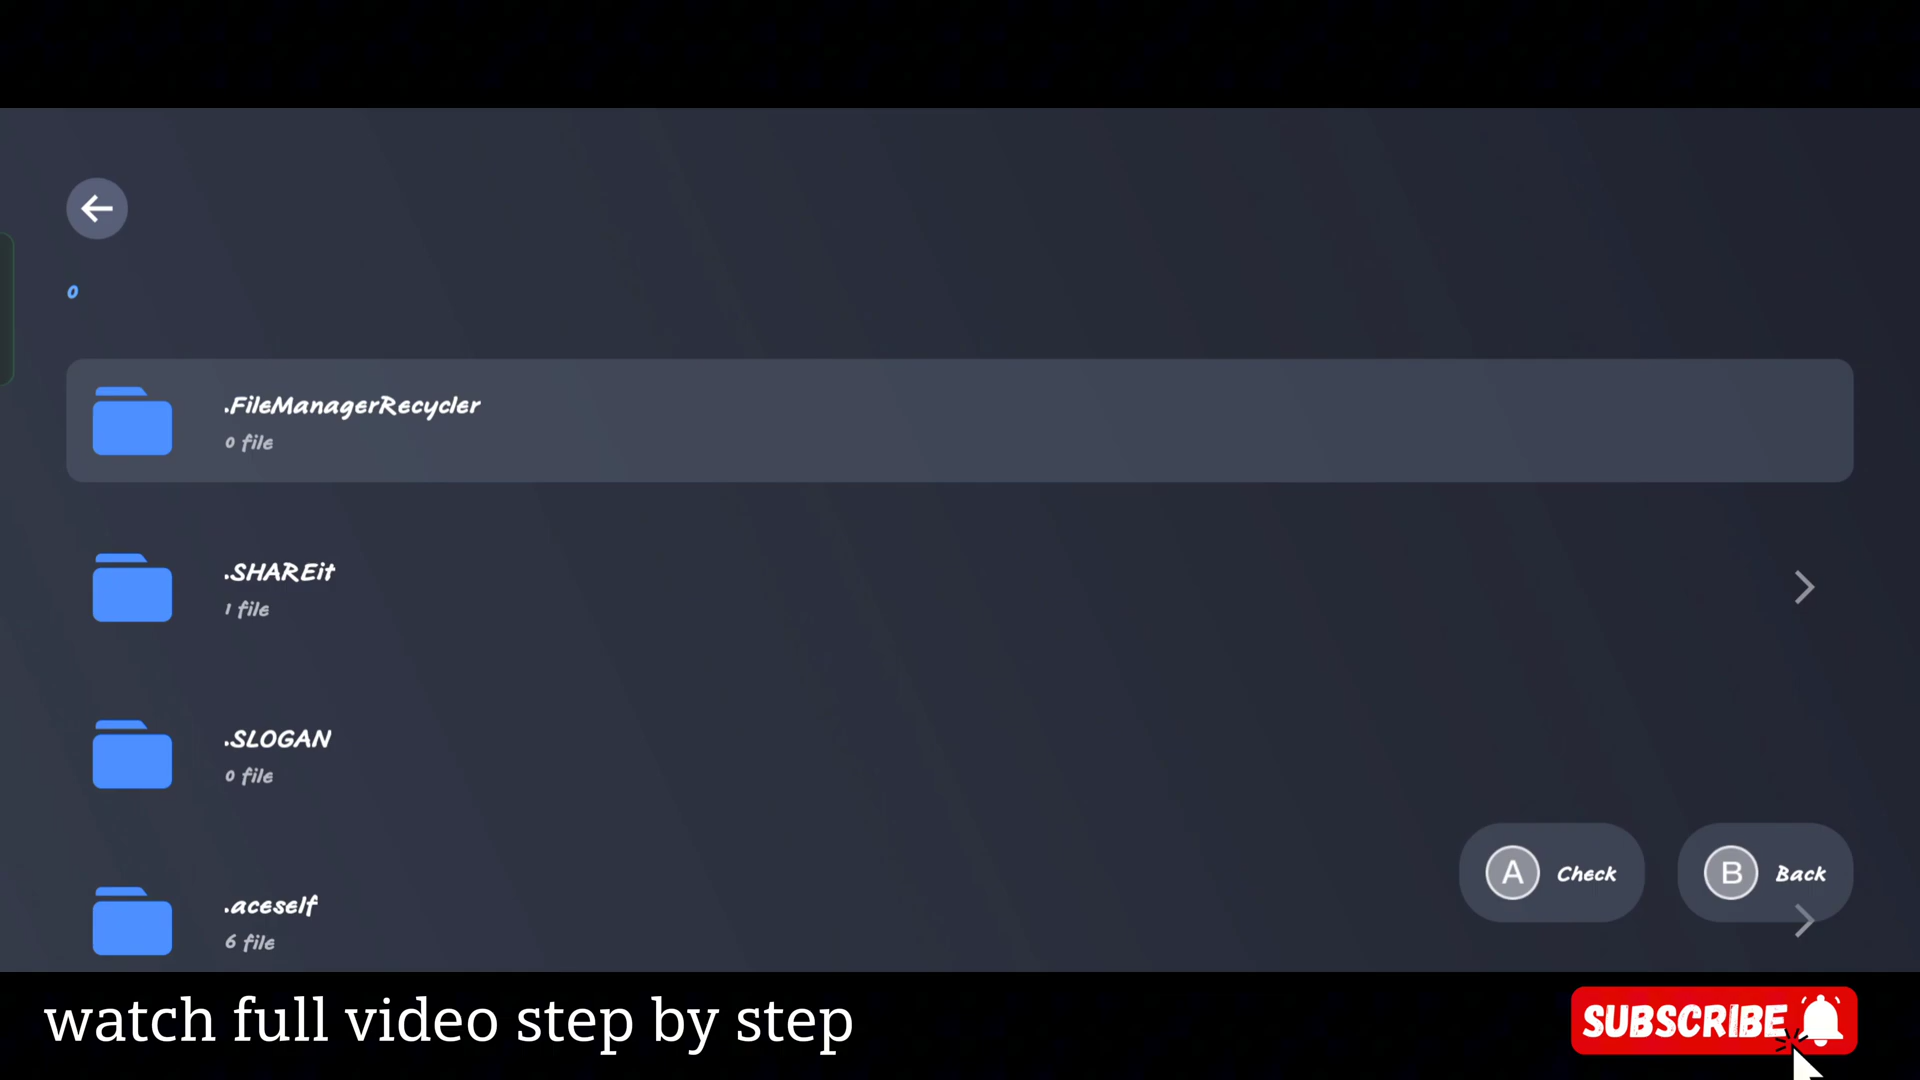 0
.FileManagerRecycler
0 file
.SHAREit
1 file
.SLOGAN
0 file
A Check
B Back
.aceself
6 file
watch full video step by step
SUBSCRIBE